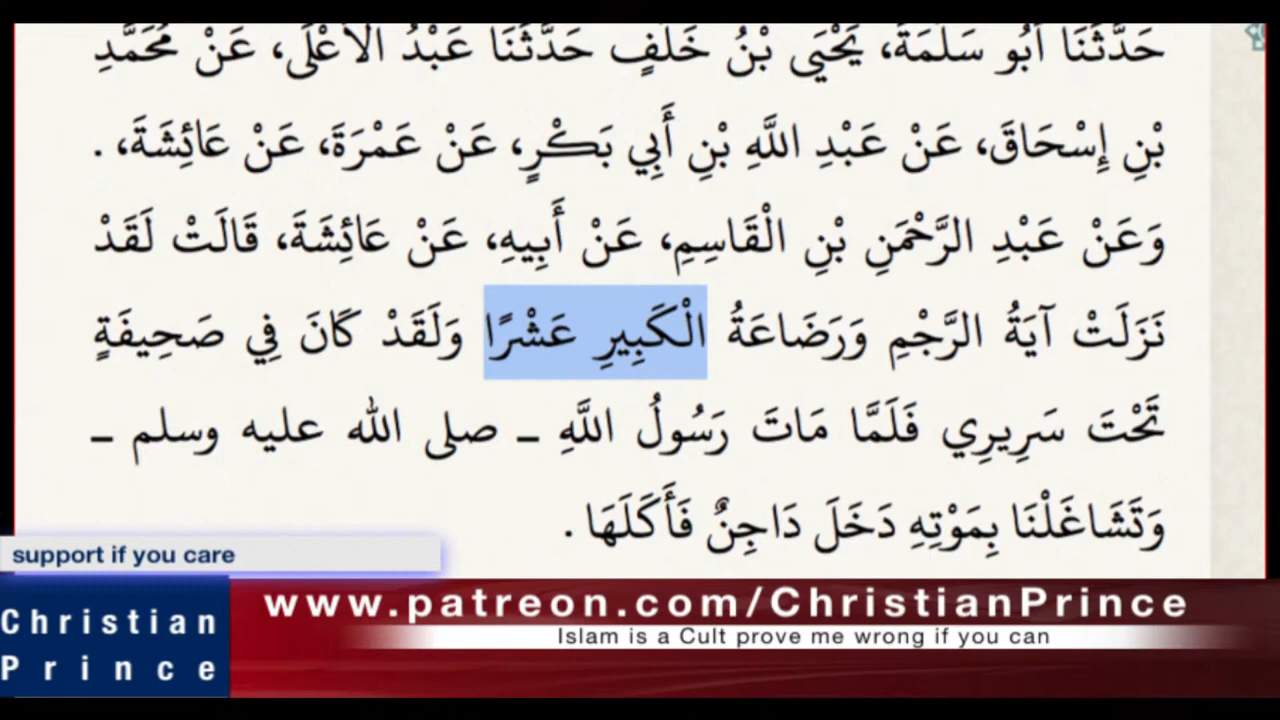 حَدَّثَنَا أَبُو سَلَمَةَ، يَحْيَى بْنُ خَلَفٍ حَدَّثَنَا عَبْدُ الأَعْلَى، عَنْ مُحَمَّدِ
بْنِ إِسْحَاقَ، عَنْ عَبْدِ اللَّهِ بْنِ أَبِي بَكْرٍ، عَنْ عَمْرَةَ، عَنْ عَائِشَةَ، .
وَعَنْ عَبْدِ الرَّحْمَنِ بْنِ الْقَاسِمِ، عَنْ أَبِيهِ، عَنْ عَائِشَةَ، قَالَتْ لَقَدْ
نَزَلَتْ آيَةُ الرَّجْمِ وَرَضَاعَةُ الْكَبِيرِ عَشْرًا وَلَقَدْ كَانَ فِي صَحِيفَةٍ
تَحْتَ سَرِيرِي فَلَمَّا مَاتَ رَسُولُ اللَّهِ ـ صلى الله عليه وسلم ـ
وَتَشَاغَلْنَا بِمَوْتِهِ دَخَلَ دَاجِنٌ فَأَكَلَهَا .
support if you care
www.patreon.com/ChristianPrince
Islam is a Cult prove me wrong if you can
Christian
Prince